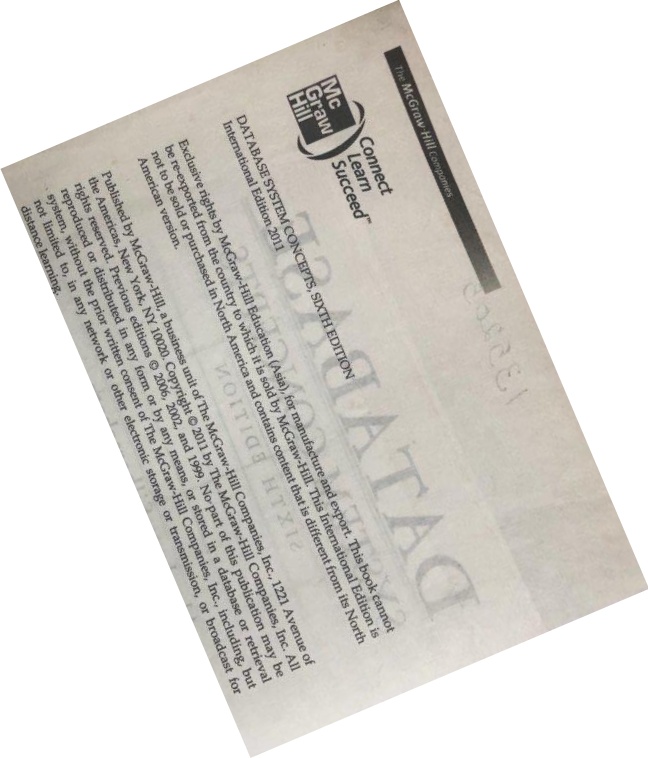 The McGraw-Hill Companies
Mc
Graw
Hill
Connect
Learn
Succeed™
DATABASE SYSTEM CONCEPTS, SIXTH EDITION
International Edition 2011
Exclusive rights by McGraw-Hill Education (Asia), for manufacture and export. This book cannot
be re-exported from the country to which it is sold by McGraw-Hill. This International Edition is
not to be sold or purchased in North America and contains content that is different from its North
American version.
Published by McGraw-Hill, a business unit of The McGraw-Hill Companies, Inc., 1221 Avenue of
the Americas, New York, NY 10020. Copyright © 2011 by The McGraw-Hill Companies, Inc. All
rights reserved. Previous editions © 2006, 2002, and 1999. No part of this publication may be
reproduced or distributed in any form or by any means, or stored in a database or retrieval
system, without the prior written consent of The McGraw-Hill Companies, Inc., including, but
not limited to, in any network or other electronic storage or transmission, or broadcast for
distance learning.
DATABASE
SYSTEM CONCEPTS
SIXTH EDITION